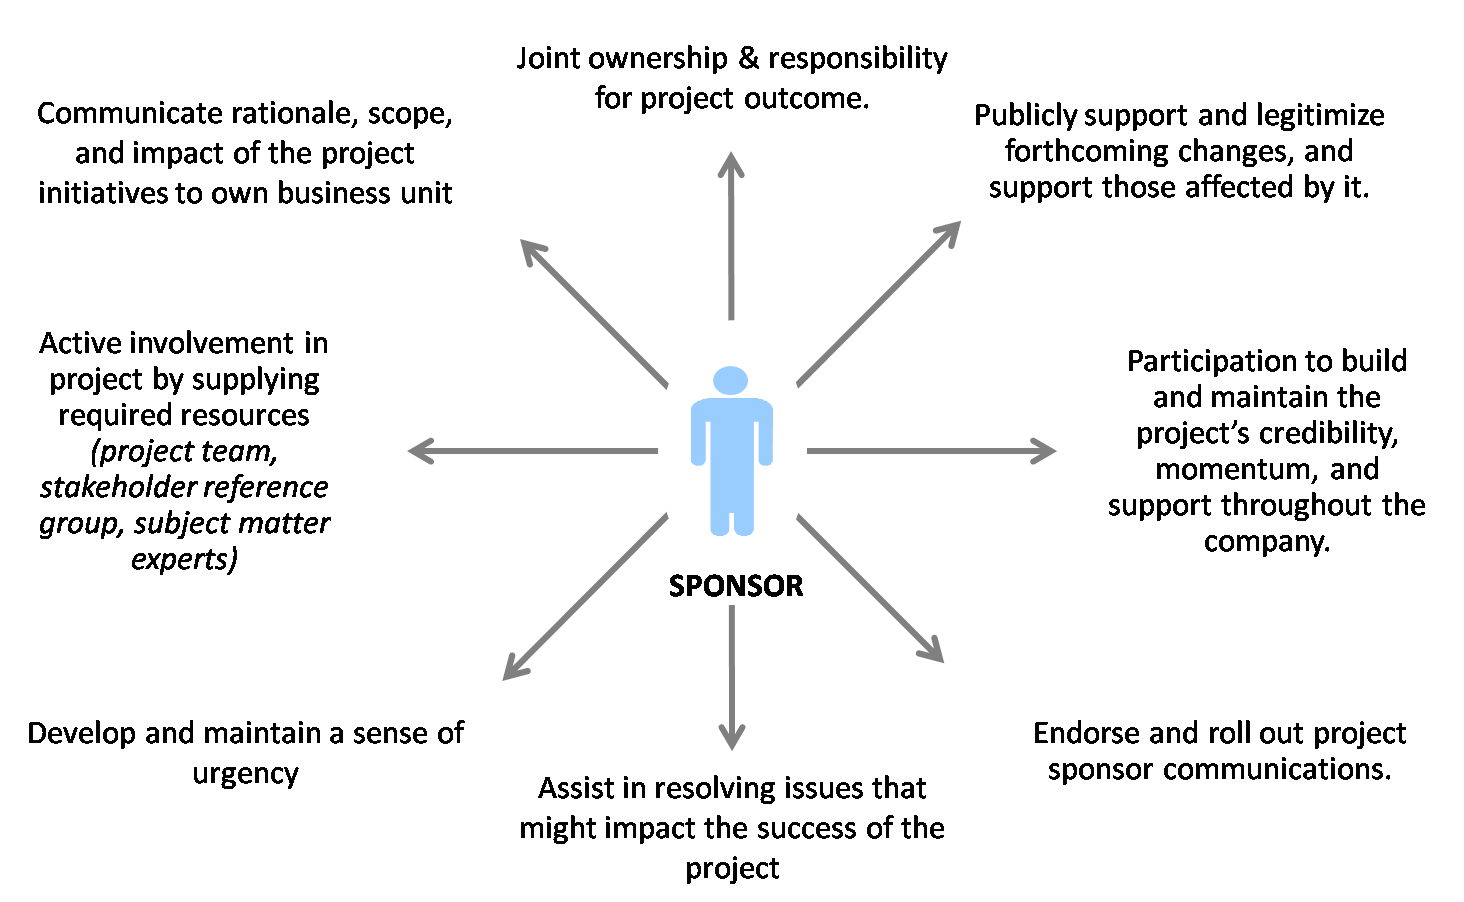 Joint ownership & responsibility
for project outcome.
Communicate rationale, scope,
and impact of the project
initiatives to own business unit
Publicly support and legitimize
forthcoming changes, and
support those affected by it.
Active involvement in
project by supplying
required resources
(project team,
stakeholder reference
group, subject matter
experts)
Participation to build
and maintain the
project's credibility,
momentum, and
support throughout the
company.
SPONSOR
Develop and maintain a sense of
urgency
Assist in resolving issues that
might impact the success of the
project
Endorse and roll out project
sponsor communications.